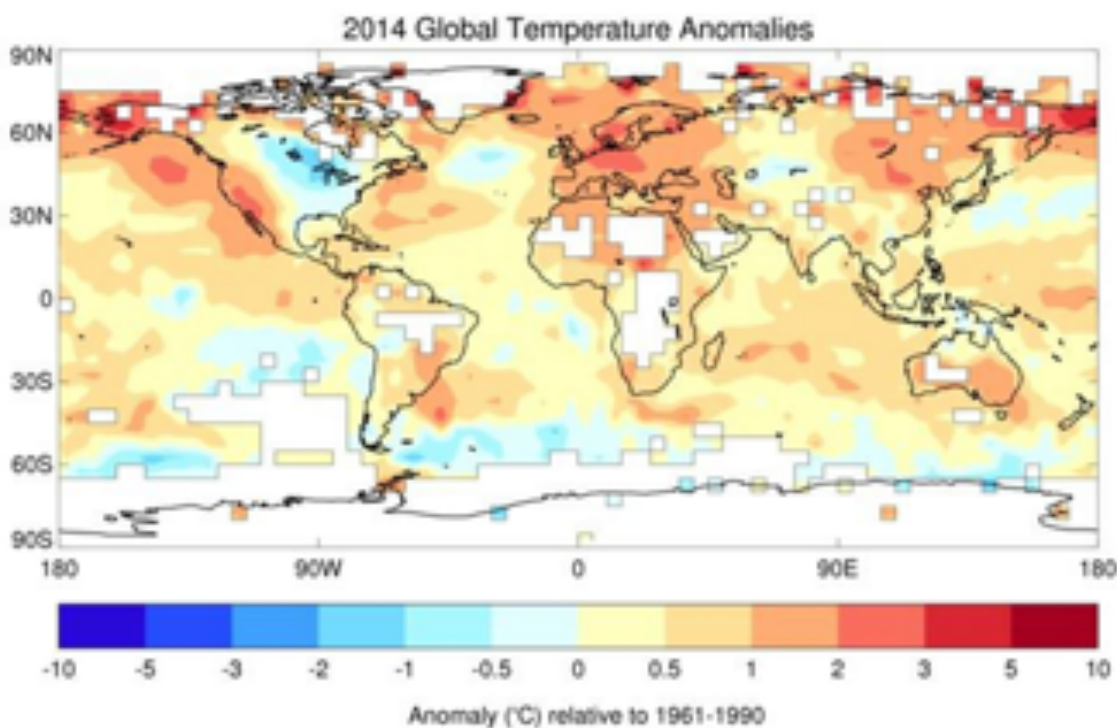 2014 Global Temperature Anomalies
90N
60N
30N
0
30S
60S
90S
180 90W 0 90E 180
-10 -5 -3 -2 -1 -0.5 0 0.5 1 2 3 5 10
Anomaly (°C) relative to 1961-1990